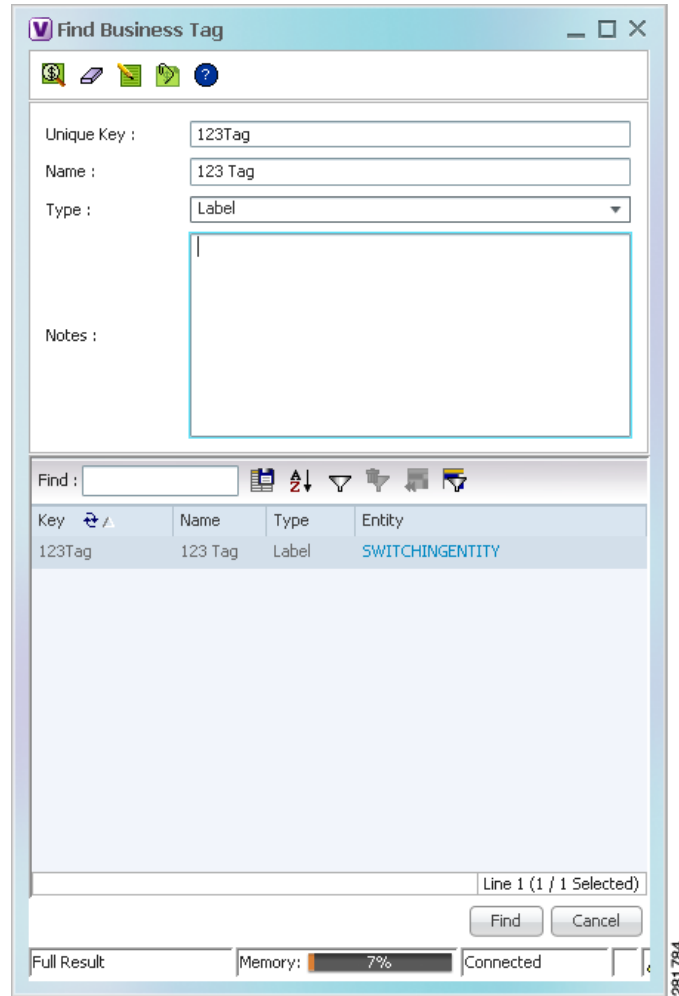 V Find Business Tag
$ ?
Unique Key :
123Tag
Name :
123 Tag
Type :
Label
Notes :
Find :
A
Z
Key Name Type Entity
123Tag 123 Tag Label SWITCHINGENTITY
Line 1 (1 / 1 Selected)
Find Cancel
Full Result Memory: 7% Connected
281784